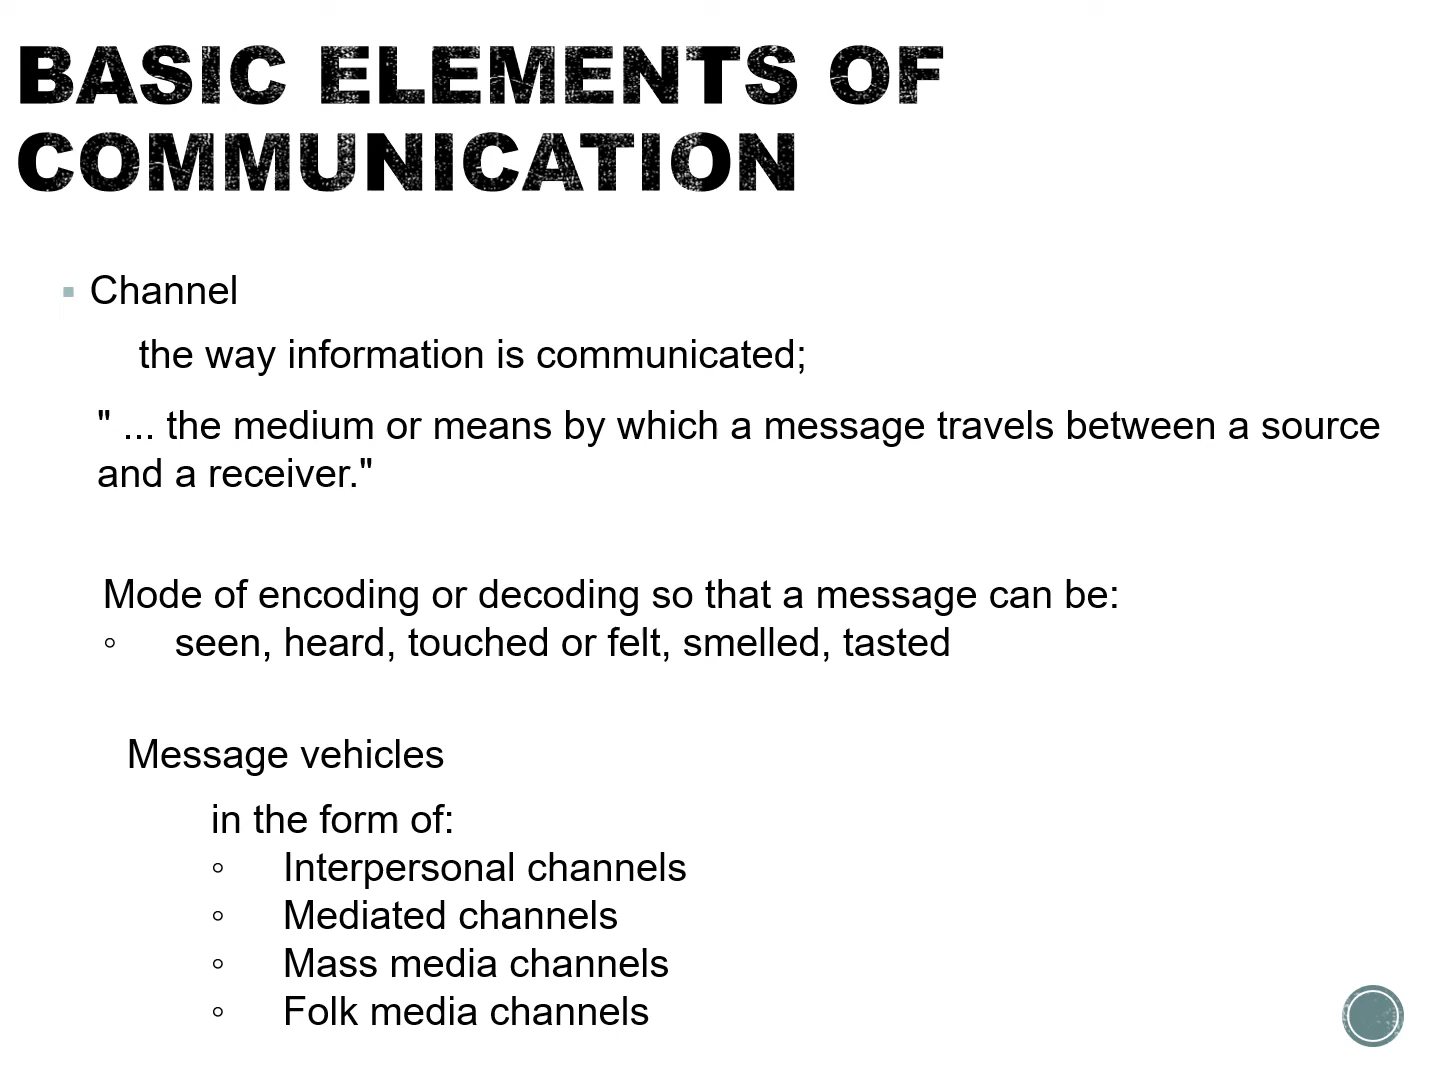 BASIC ELEMENTS OF
COMMUNICATION
▪ Channel
the way information is communicated;
" ... the medium or means by which a message travels between a source
and a receiver."
Mode of encoding or decoding so that a message can be:
◦ seen, heard, touched or felt, smelled, tasted
Message vehicles
in the form of:
◦ Interpersonal channels
◦ Mediated channels
◦ Mass media channels
◦ Folk media channels